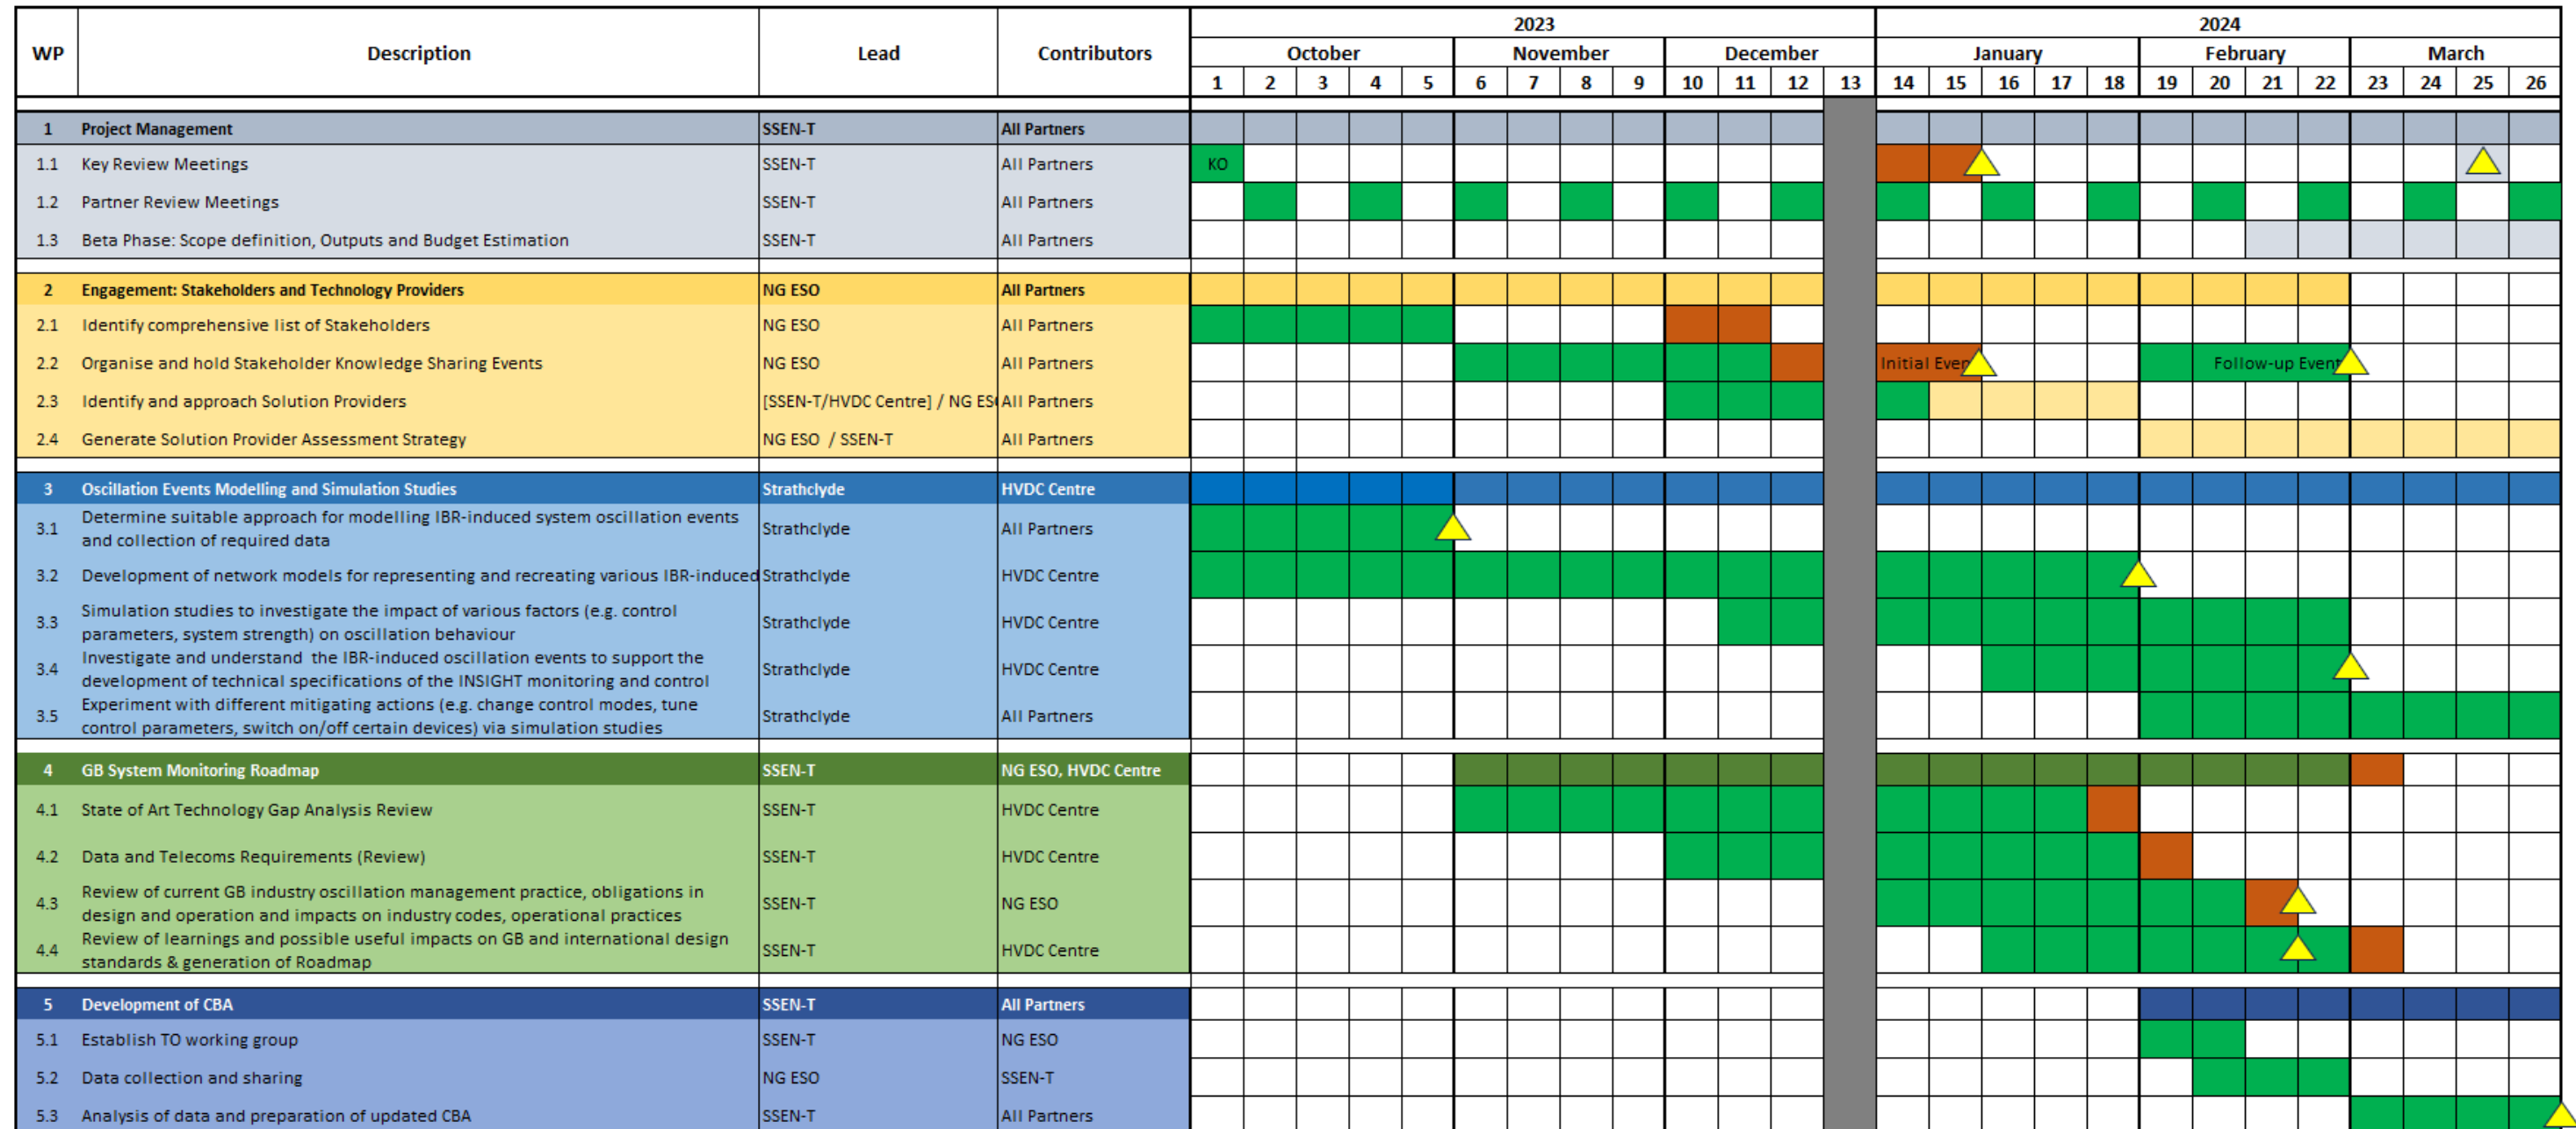 2023 2024
WP Description Lead Contributors October November December January February March
1 2 3 4 5 6 7 8 9 10 11 12 13 14 15 16 17 18 19 20 21 22 23 24 25 26
1 Project Management SSEN-T All Partners
1.1 Key Review Meetings SSEN-T All Partners KO
1.2 Partner Review Meetings SSEN-T All Partners
1.3 Beta Phase: Scope definition, Outputs and Budget Estimation SSEN-T All Partners
2 Engagement: Stakeholders and Technology Providers NG ESO All Partners
2.1 Identify comprehensive list of Stakeholders NG ESO All Partners
2.2 Organise and hold Stakeholder Knowledge Sharing Events NG ESO All Partners Initial Even Follow-up Event
2.3 Identify and approach Solution Providers [SSEN-T/HVDC Centre] / NG ES All Partners
2.4 Generate Solution Provider Assessment Strategy NG ESO / SSEN-T All Partners
3 Oscillation Events Modelling and Simulation Studies Strathclyde HVDC Centre
3.1 Determine suitable approach for modelling IBR-induced system oscillation events
and collection of required data Strathclyde All Partners
3.2 Development of network models for representing and recreating various IBR-induced Strathclyde HVDC Centre
3.3 Simulation studies to investigate the impact of various factors (e.g. control
parameters, system strength) on oscillation behaviour Strathclyde HVDC Centre
3.4 Investigate and understand the IBR-induced oscillation events to support the
development of technical specifications of the INSIGHT monitoring and control Strathclyde HVDC Centre
3.5 Experiment with different mitigating actions (e.g. change control modes, tune
control parameters, switch on/off certain devices) via simulation studies Strathclyde All Partners
4 GB System Monitoring Roadmap SSEN-T NG ESO, HVDC Centre
4.1 State of Art Technology Gap Analysis Review SSEN-T HVDC Centre
4.2 Data and Telecoms Requirements (Review) SSEN-T HVDC Centre
4.3 Review of current GB industry oscillation management practice, obligations in
design and operation and impacts on industry codes, operational practices SSEN-T NG ESO
4.4 Review of learnings and possible useful impacts on GB and international design
standards & generation of Roadmap SSEN-T HVDC Centre
5 Development of CBA SSEN-T All Partners
5.1 Establish TO working group SSEN-T NG ESO
5.2 Data collection and sharing NG ESO SSEN-T
5.3 Analysis of data and preparation of updated CBA SSEN-T All Partners